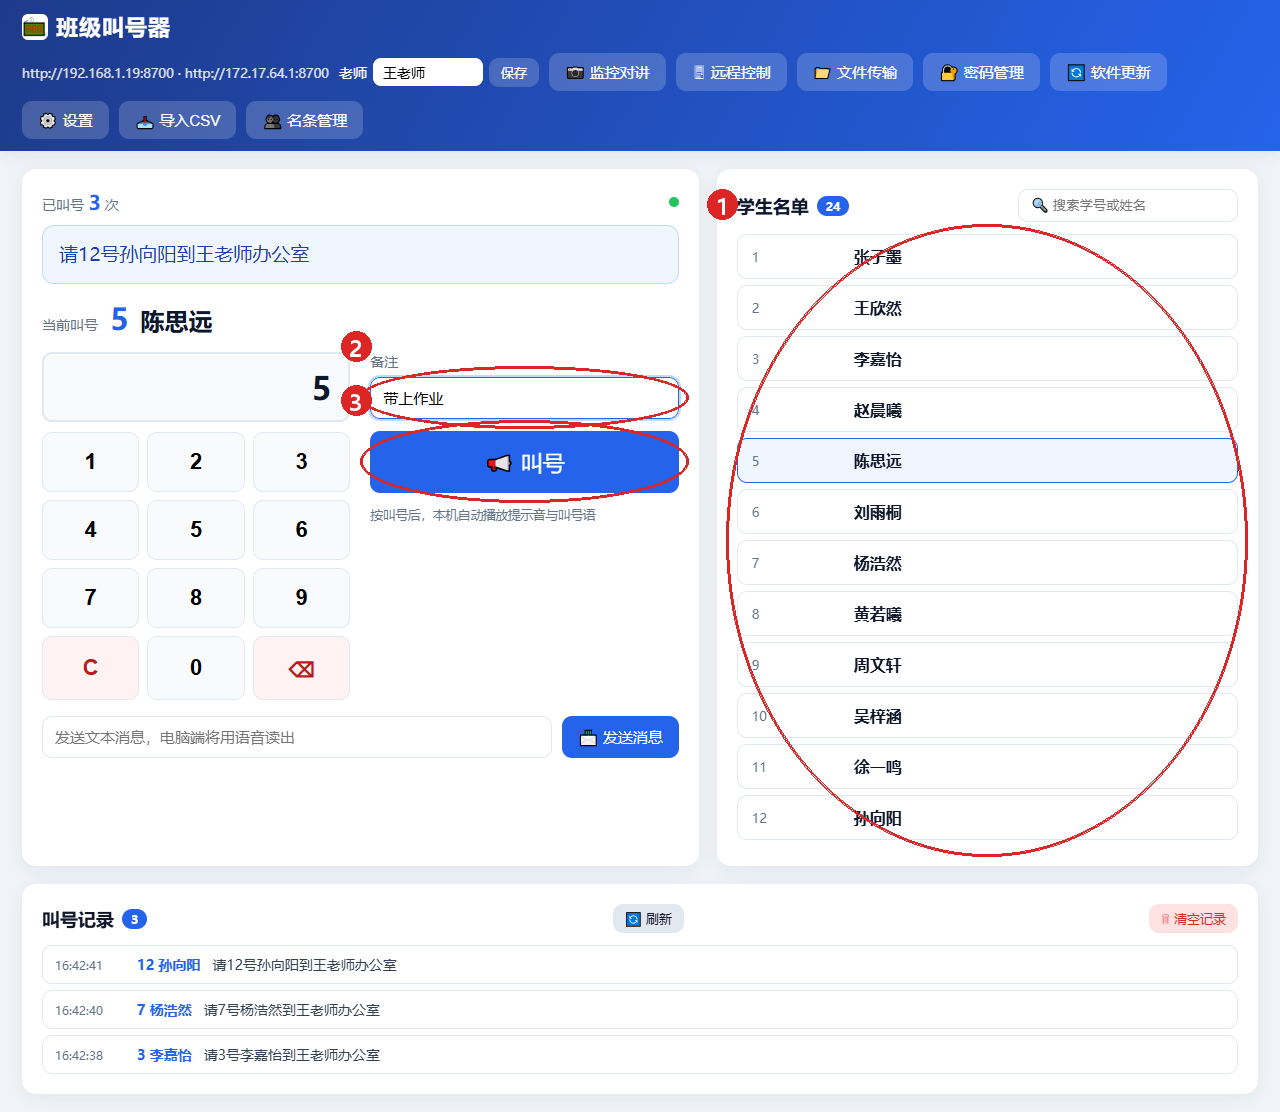 班级叫号器
http://192.168.1.19:8700 · http://172.17.64.1:8700 老师 王老师 保存 监控对讲 远程控制 文件传输 密码管理 软件更新
设置 导入CSV 名条管理
已叫号 3 次
请12号孙向阳到王老师办公室
当前叫号 5 陈思远
5
2
备注
3
带上作业
叫号
按叫号后，本机自动播放提示音与叫号语
1 2 3
4 5 6
7 8 9
C 0 ⌫
发送文本消息，电脑端将用语音读出 发送消息
1 学生名单 24 搜索学号或姓名
1 张子墨
2 王欣然
3 李嘉怡
4 赵晨曦
5 陈思远
6 刘雨桐
7 杨浩然
8 黄若曦
9 周文轩
10 吴梓涵
11 徐一鸣
12 孙向阳
叫号记录 3 刷新 清空记录
16:42:41 12 孙向阳 请12号孙向阳到王老师办公室
16:42:40 7 杨浩然 请7号杨浩然到王老师办公室
16:42:38 3 李嘉怡 请3号李嘉怡到王老师办公室